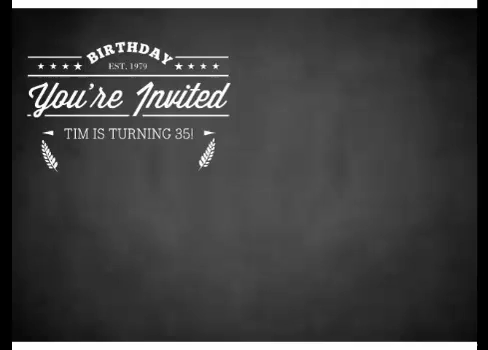 BIRTHDAY
EST. 1979
You're Invited
TIM IS TURNING 35!